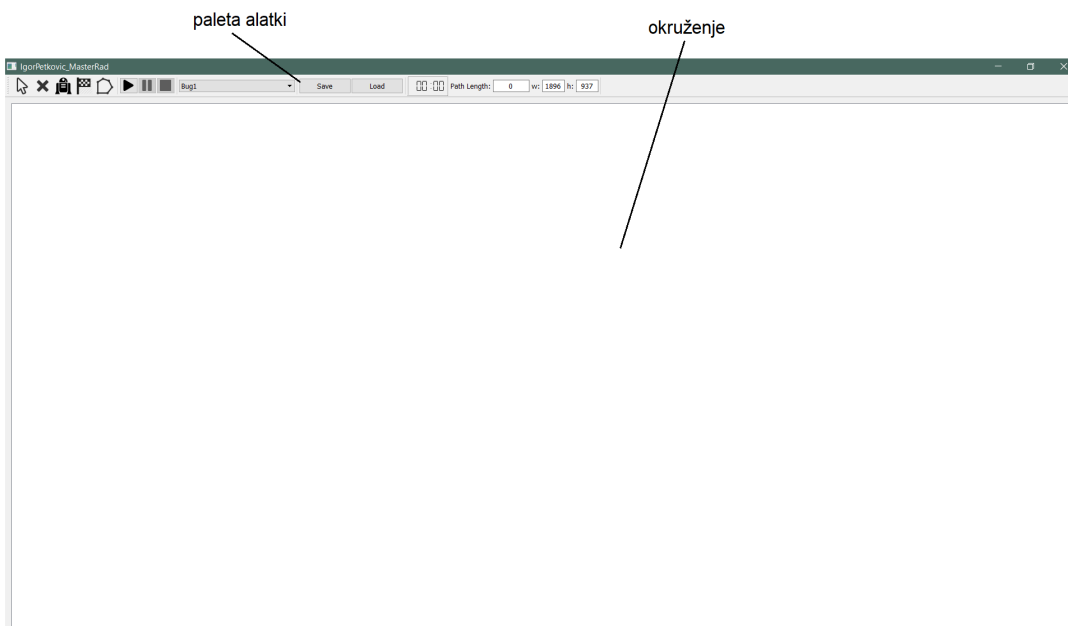 paleta alatki
okruženje
IgorPetkovic_MasterRad
Bug1 Save Load 00:00 Path Length: 0 w: 1896 h: 937